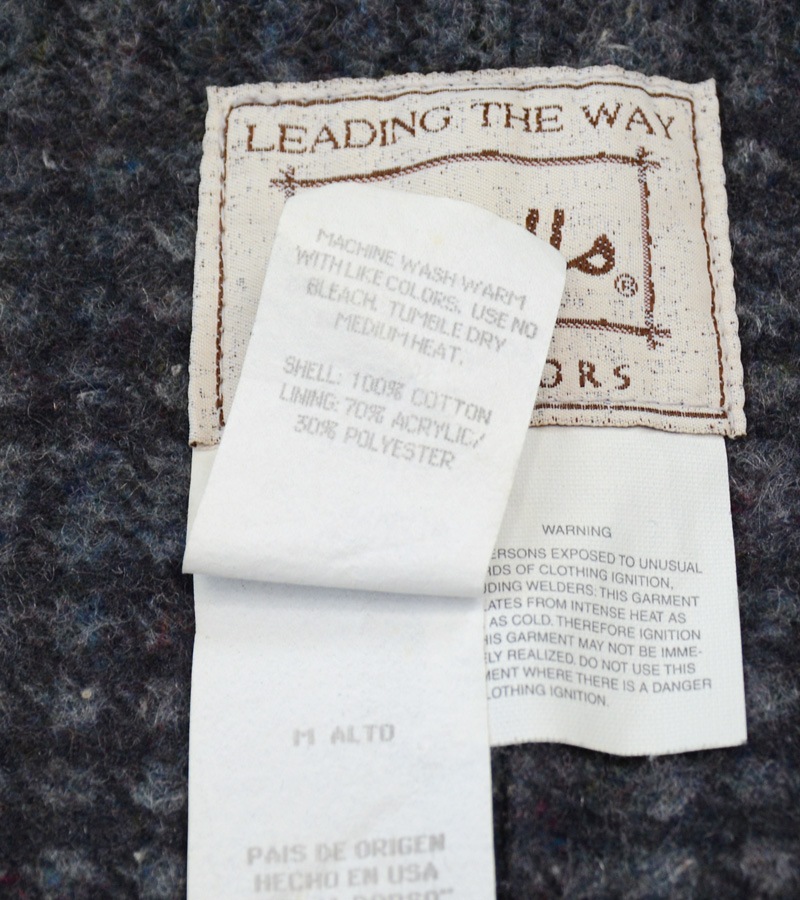 LEADING THE WAY
lls
®
ORS
MACHINE WASH WARM
WITH LIKE COLORS. USE NO
BLEACH. TUMBLE DRY
MEDIUM HEAT.
SHELL: 100% COTTON
LINING: 70% ACRYLIC/
30% POLYESTER
WARNING
ERSONS EXPOSED TO UNUSUAL
RDS OF CLOTHING IGNITION,
UDING WELDERS: THIS GARMENT
LATES FROM INTENSE HEAT AS
AS COLD. THEREFORE IGNITION
HIS GARMENT MAY NOT BE IMME-
ELY REALIZED. DO NOT USE THIS
MENT WHERE THERE IS A DANGER
LOTHING IGNITION.
M ALTO
PAIS DE ORIGEN
HECHO EN USA